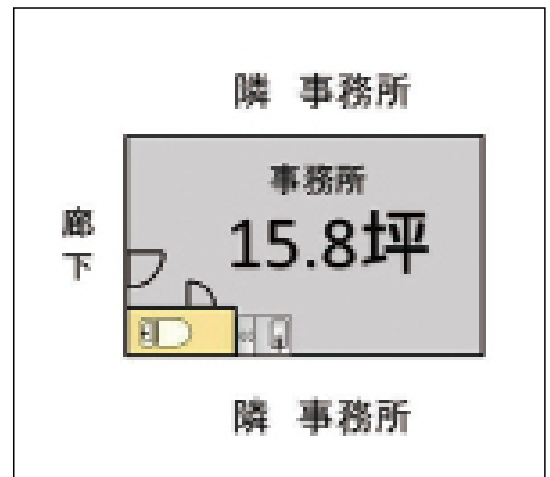 隣 事務所
事務所
15.8坪
廊下
隣 事務所